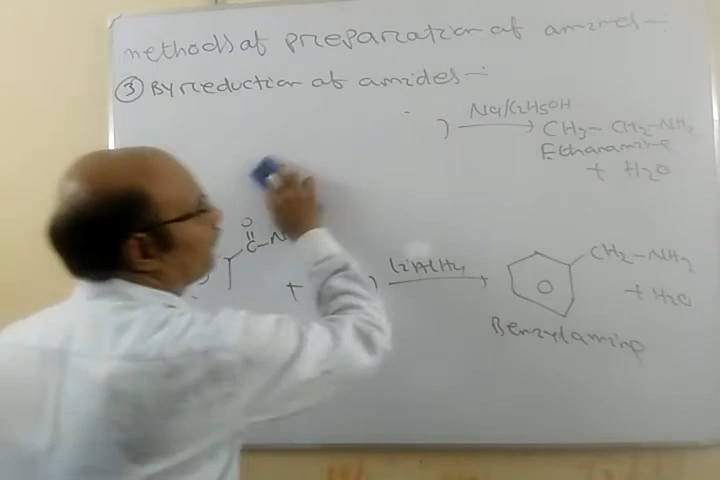 methods of preparation of amines -
③ By reduction of amides -:
) Na/C2H5OH → CH3 - CH2 - NH2
Ethanamine
+ H2O
O
C - N
+ ) LiAlH4 → CH2 - NH2
+ H2O
Benzylamine